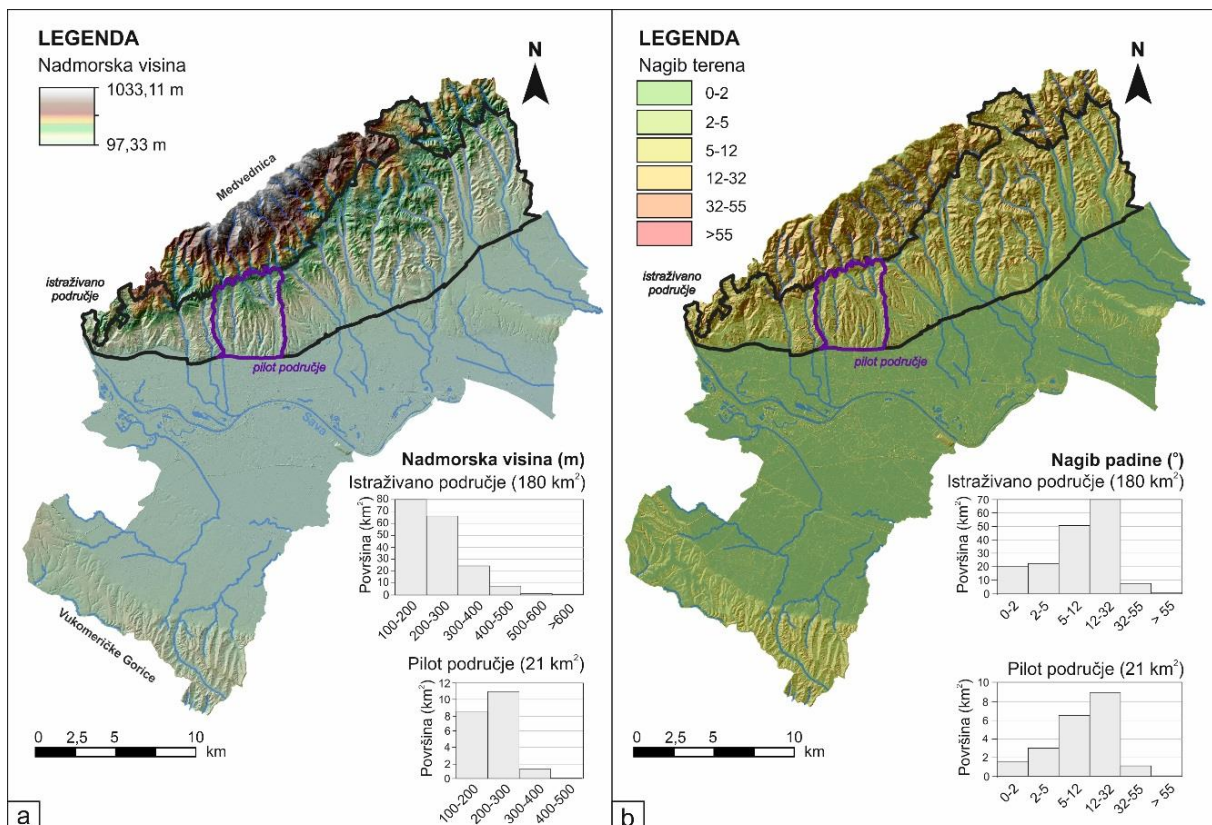 LEGENDA
Nadmorska visina
1033,11 m
97,33 m
N
Medvednica
istraživano
područje
pilot područje
Sava
Vukomeričke Gorice
Nadmorska visina (m)
Istraživano područje (180 km²)
Površina (km²)
80
70
60
50
40
30
20
10
0
100-200
200-300
300-400
400-500
500-600
>600
Pilot područje (21 km²)
Površina (km²)
12
10
8
6
4
2
0
100-200
200-300
300-400
400-500
0 2,5 5 10
km
a
LEGENDA
Nagib terena
0-2
2-5
5-12
12-32
32-55
>55
N
istraživano
područje
pilot područje
Nagib padine (°)
Istraživano područje (180 km²)
Površina (km²)
70
60
50
40
30
20
10
0
0-2
2-5
5-12
12-32
32-55
> 55
Pilot područje (21 km²)
Površina (km²)
10
8
6
4
2
0
0-2
2-5
5-12
12-32
32-55
> 55
0 2,5 5 10
km
b